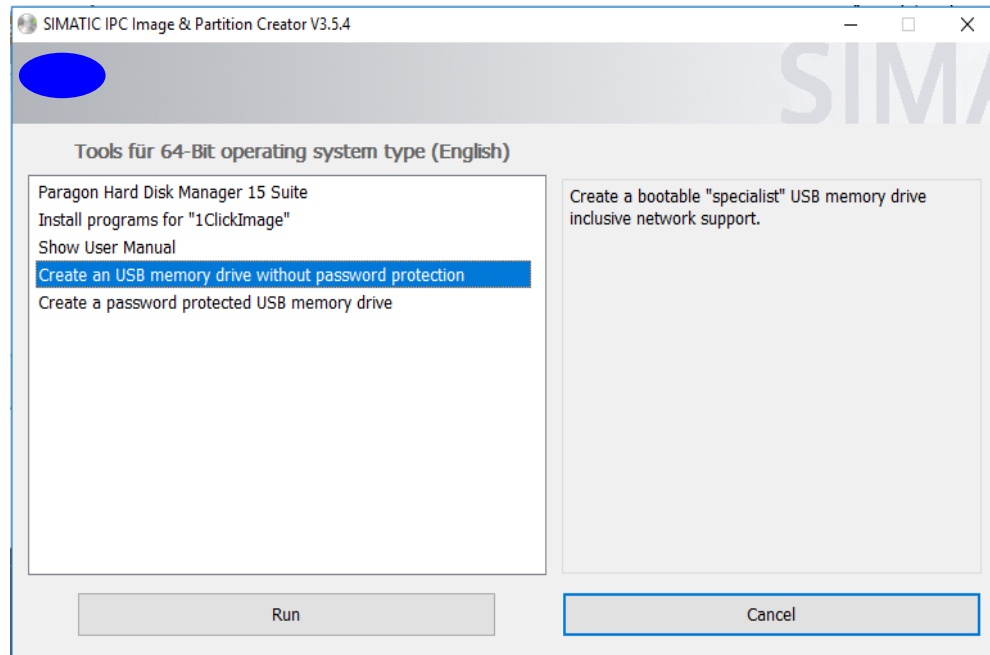 SIMATIC IPC Image & Partition Creator V3.5.4
Tools für 64-Bit operating system type (English)
Paragon Hard Disk Manager 15 Suite
Install programs for "1ClickImage"
Show User Manual
Create an USB memory drive without password protection
Create a password protected USB memory drive
Create a bootable "specialist" USB memory drive
inclusive network support.
Run
Cancel